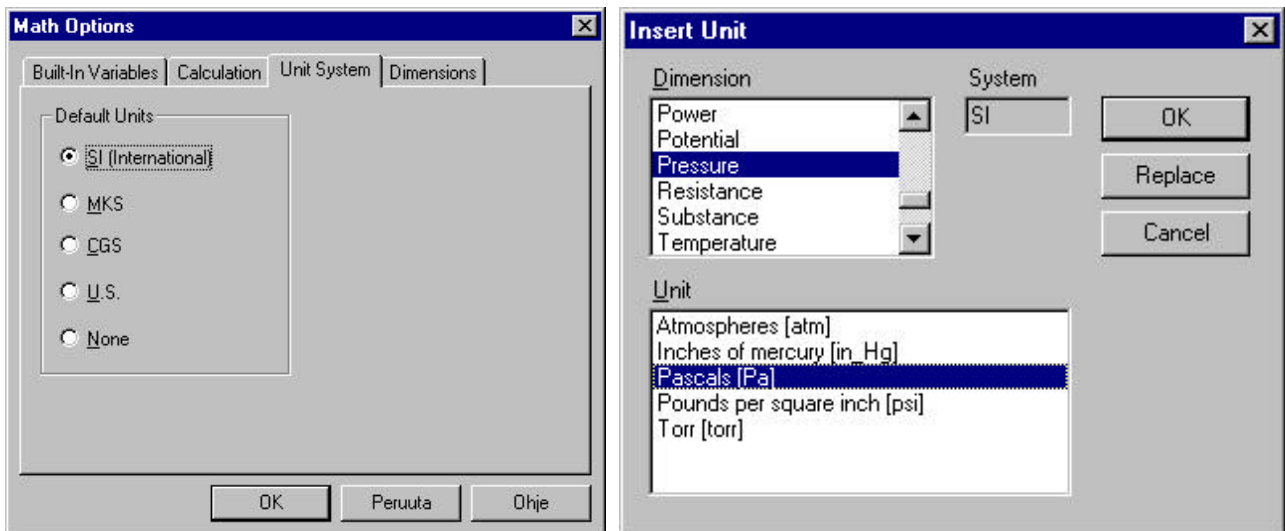 Math Options
Built-In Variables
Calculation
Unit System
Dimensions
Default Units
SI (International)
MKS
CGS
U.S.
None
OK
Peruuta
Ohje
Insert Unit
Dimension
System
Power
Potential
Pressure
Resistance
Substance
Temperature
SI
OK
Replace
Cancel
Unit
Atmospheres [atm]
Inches of mercury [in_Hg]
Pascals [Pa]
Pounds per square inch [psi]
Torr [torr]